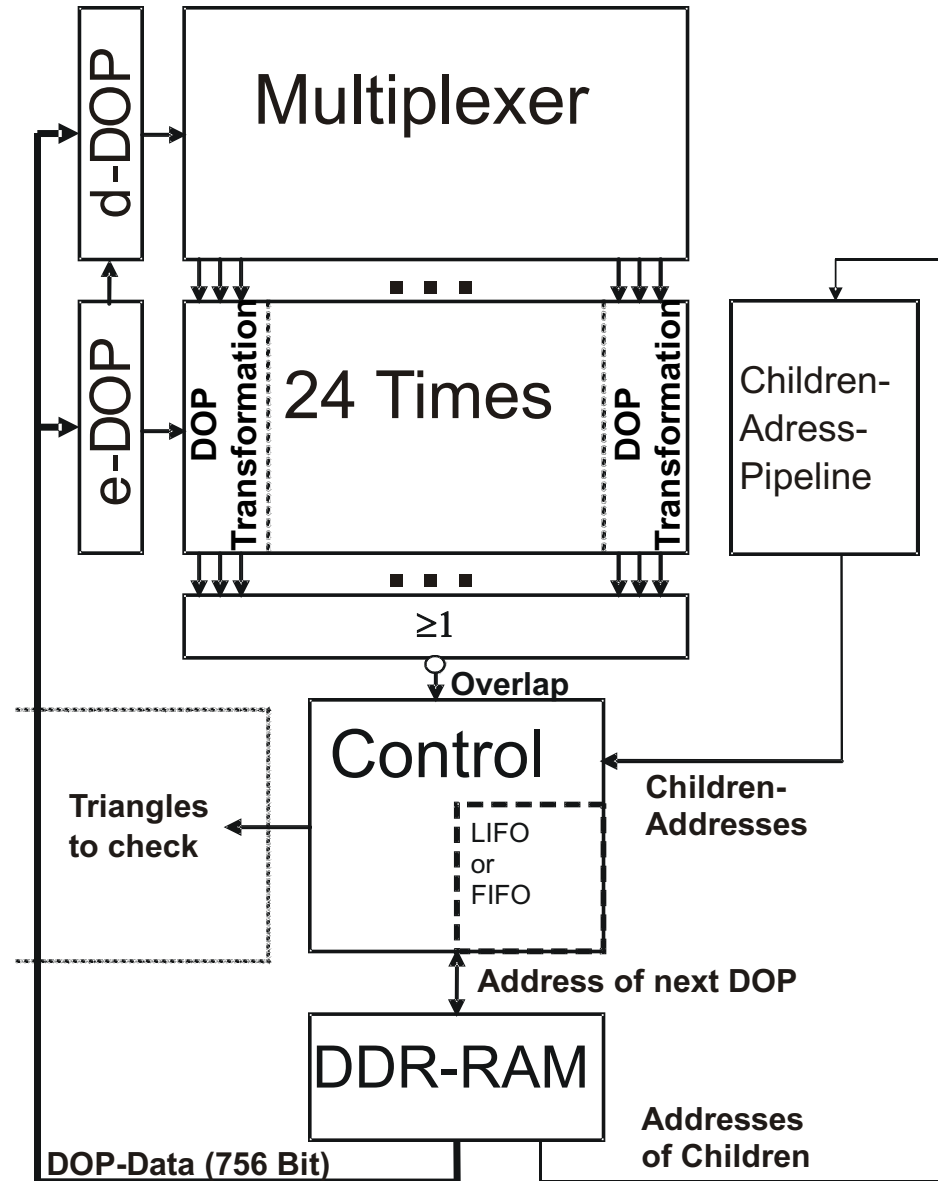 d-DOP
Multiplexer
e-DOP
DOP
Transformation
24 Times
DOP
Transformation
Children-
Adress-
Pipeline
≥1
Overlap
Control
Children-
Addresses
Triangles
to check
LIFO
or
FIFO
Address of next DOP
DDR-RAM
Addresses
of Children
DOP-Data (756 Bit)